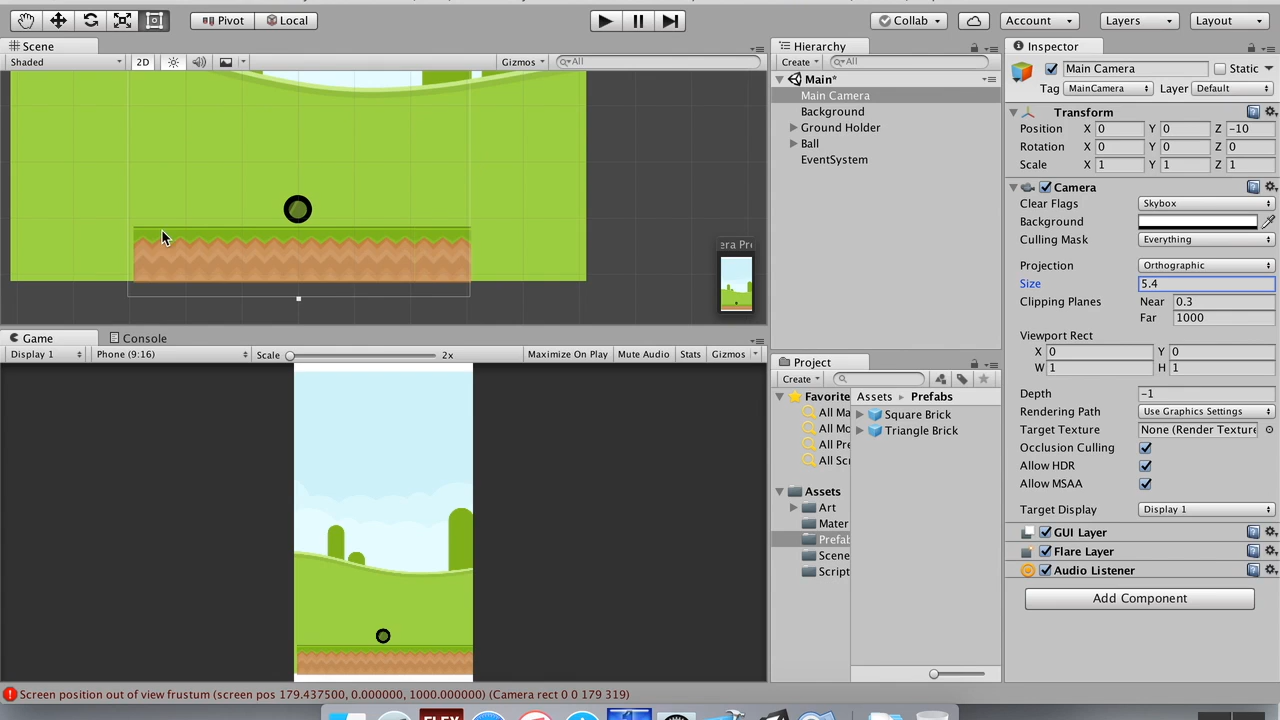 Pivot Local Collab Account Layers Layout
Scene
Shaded 2D Gizmos All
Hierarchy
Create All
Main*
Main Camera
Background
Ground Holder
Ball
EventSystem
era Pre
Game Console
Display 1 Phone (9:16) Scale 2x Maximize On Play Mute Audio Stats Gizmos
Project
Create
Favorite
All Ma
All Mo
All Pre
All Scr
Assets
Art
Mater
Prefab
Scene
Script
Assets Prefabs
Square Brick
Triangle Brick
Inspector
Main Camera Static
Tag MainCamera Layer Default
Transform
Position X 0 Y 0 Z -10
Rotation X 0 Y 0 Z 0
Scale X 1 Y 1 Z 1
Camera
Clear Flags Skybox
Background
Culling Mask Everything
Projection Orthographic
Size 5.4
Clipping Planes Near 0.3
Far 1000
Viewport Rect
X 0 Y 0
W 1 H 1
Depth -1
Rendering Path Use Graphics Settings
Target Texture None (Render Texture
Occlusion Culling
Allow HDR
Allow MSAA
Target Display Display 1
GUI Layer
Flare Layer
Audio Listener
Add Component
Screen position out of view frustum (screen pos 179.437500, 0.000000, 1000.000000) (Camera rect 0 0 179 319)
FLEX